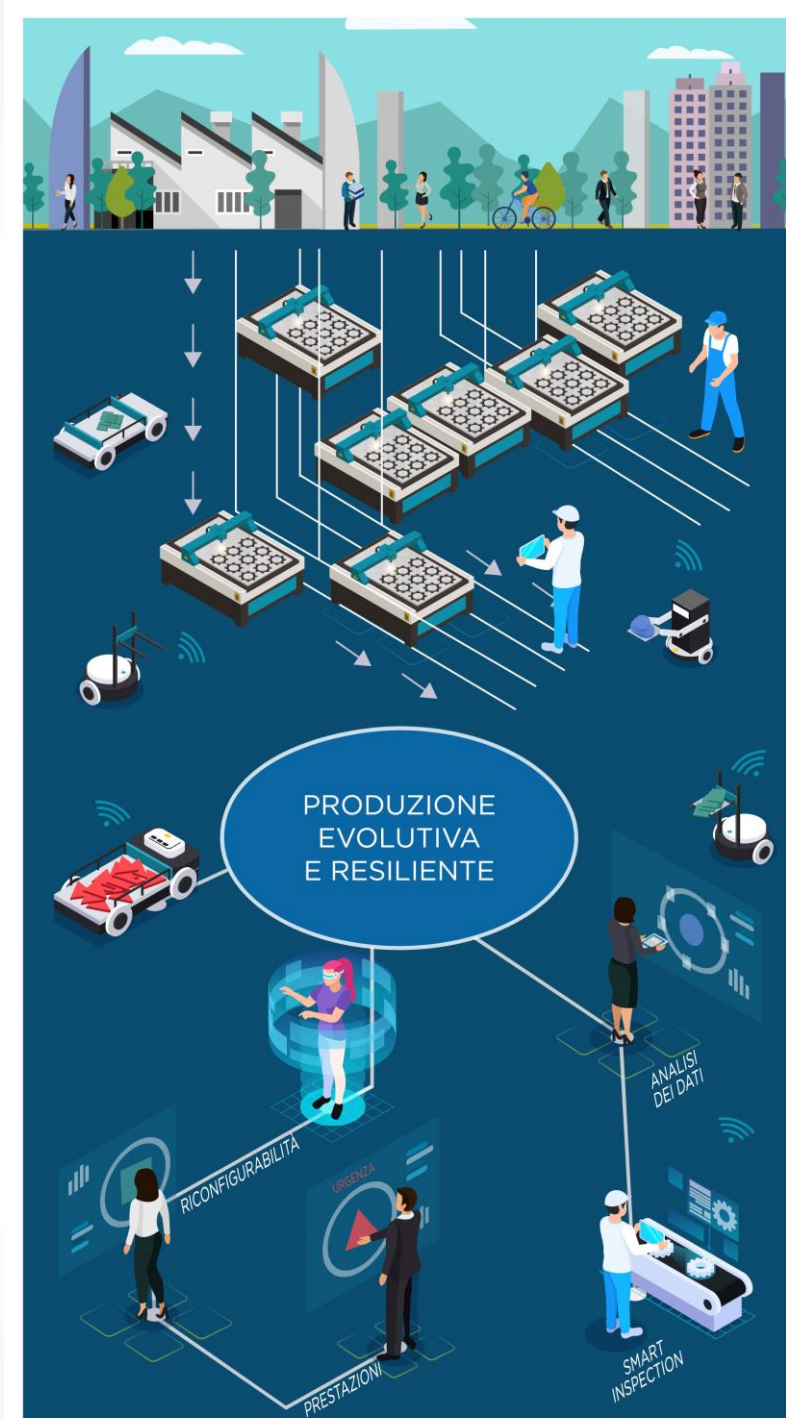 PRODUZIONE
EVOLUTIVA
E RESILIENTE
ANALISI
DEI DATI
RICONFIGURABILITÀ
URGENZA
PRESTAZIONI
SMART
INSPECTION